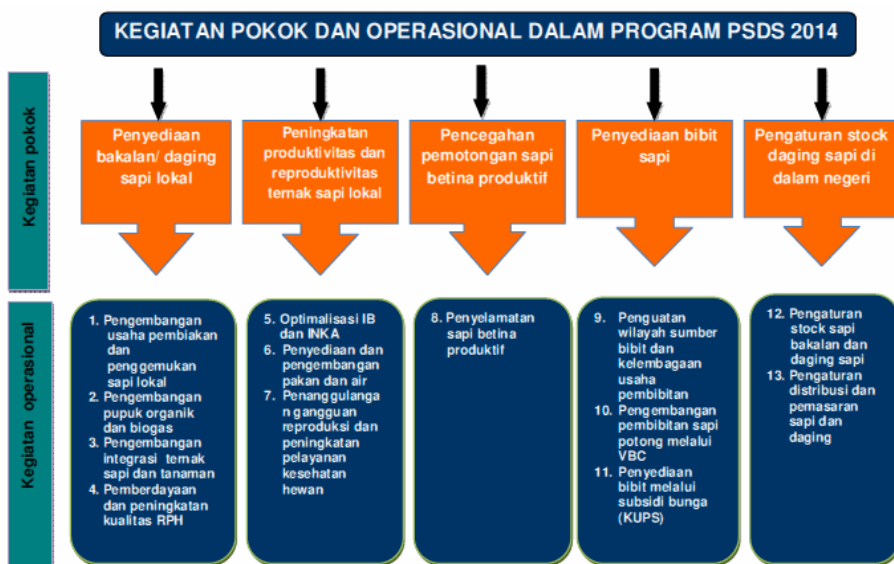 KEGIATAN POKOK DAN OPERASIONAL DALAM PROGRAM PSDS 2014
Kegiatan pokok
Penyediaan
bakalan/ daging
sapi lokal
Peningkatan
produktivitas dan
reproduktivitas
ternak sapi lokal
Pencegahan
pemotongan sapi
betina produktif
Penyediaan bibit
sapi
Pengaturan stock
daging sapi di
dalam negeri
Kegiatan operasional
1. Pengembangan
usaha pembiakan
dan
penggemukan
sapi lokal
2. Pengembangan
pupuk organik
dan biogas
3. Pengembangan
integrasi ternak
sapi dan tanaman
4. Pemberdayaan
dan peningkatan
kualitas RPH
5. Optimalisasi IB
dan INKA
6. Penyediaan dan
pengembangan
pakan dan air
7. Penanggulanga
n gangguan
reproduksi dan
peningkatan
pelayanan
kesehatan
hewan
8. Penyelamatan
sapi betina
produktif
9. Penguatan
wilayah sumber
bibit dan
kelembagaan
usaha
pembibitan
10. Pengembangan
pembibitan sapi
potong melalui
VBC
11. Penyediaan
bibit melalui
subsidi bunga
(KUPS)
12. Pengaturan
stock sapi
bakalan dan
daging sapi
13. Pengaturan
distribusi dan
pemasaran
sapi dan
daging